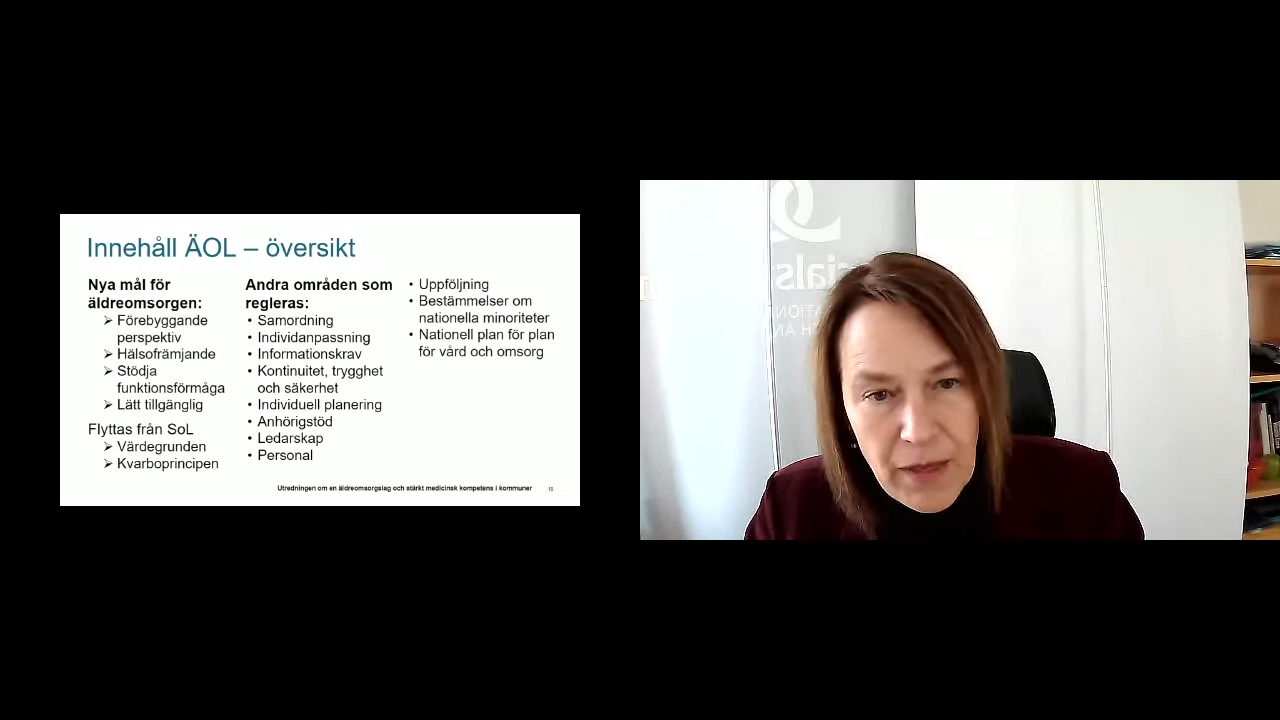 Innehåll ÄOL – översikt
Nya mål för
äldreomsorgen:
➢ Förebyggande
perspektiv
➢ Hälsofrämjande
➢ Stödja
funktionsförmåga
➢ Lätt tillgänglig
Flyttas från SoL
➢ Värdegrunden
➢ Kvarboprincipen
Andra områden som
regleras:
• Samordning
• Individanpassning
• Informationskrav
• Kontinuitet, trygghet
och säkerhet
• Individuell planering
• Anhörigstöd
• Ledarskap
• Personal
• Uppföljning
• Bestämmelser om
nationella minoriteter
• Nationell plan för plan
för vård och omsorg
Utredningen om en äldreomsorgslag och stärkt medicinsk kompetens i kommuner